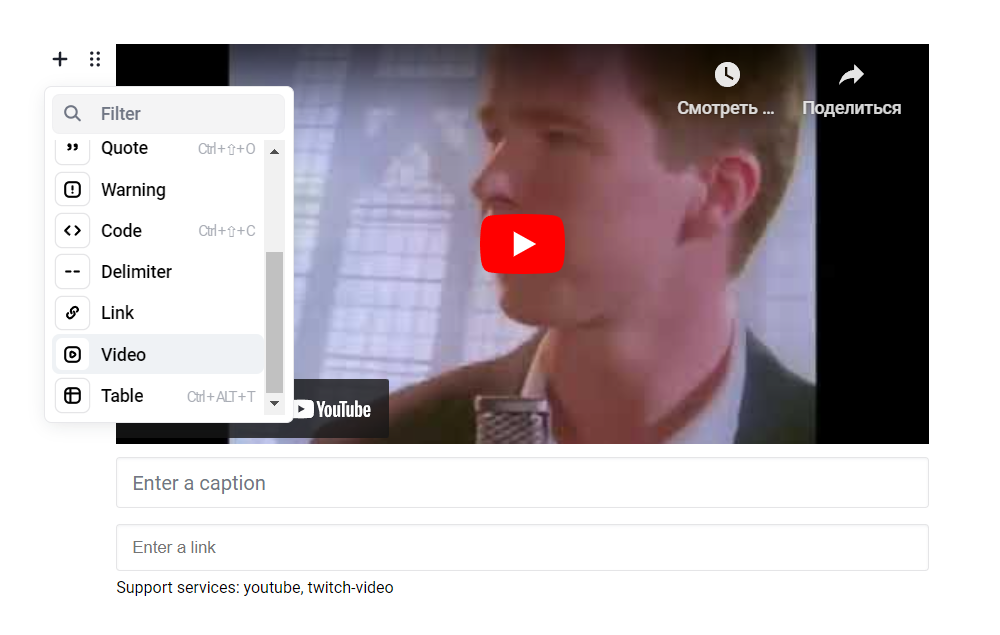 Filter
Quote Ctrl+⇧+O
Warning
Code Ctrl+⇧+C
Delimiter
Link
Video
Table Ctrl+ALT+T
Смотреть ...
Поделиться
YouTube
Enter a caption
Enter a link
Support services: youtube, twitch-video